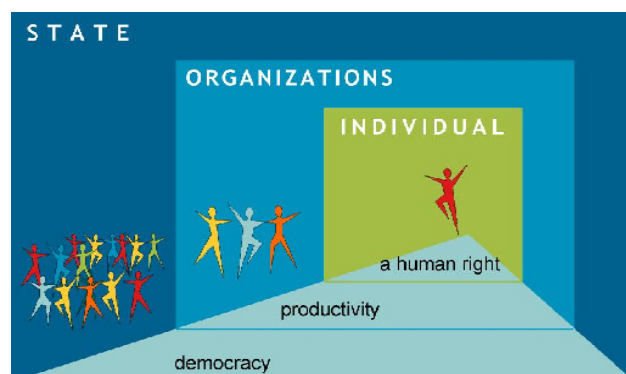 STATE
ORGANIZATIONS
INDIVIDUAL
a human right
productivity
democracy